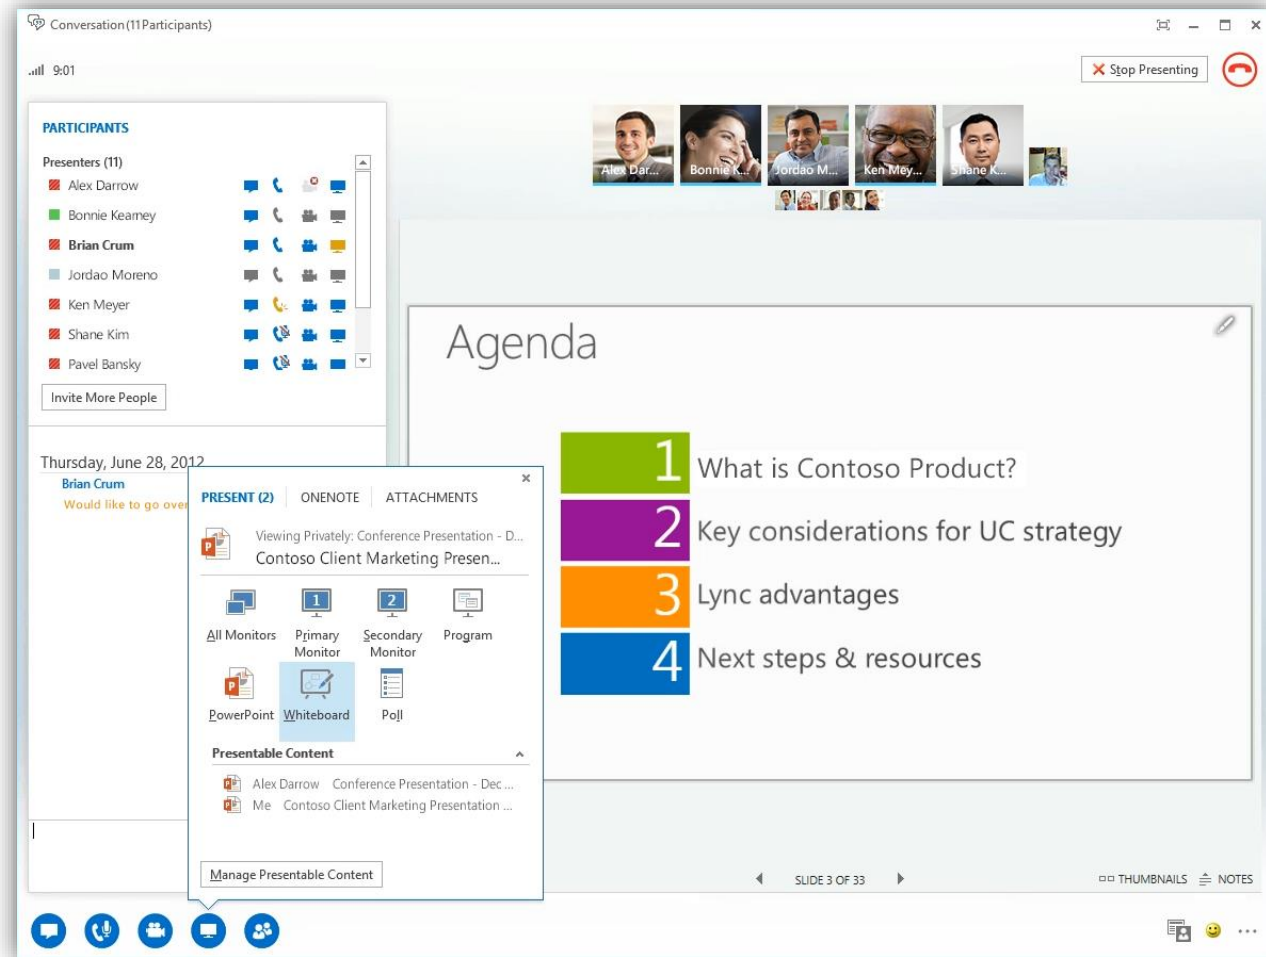 Conversation (11 Participants)
9:01
Stop Presenting
PARTICIPANTS
Presenters (11)
Alex Darrow
Bonnie Kearney
Brian Crum
Jordao Moreno
Ken Meyer
Shane Kim
Pavel Bansky
Invite More People
Alex Dar...
Bonnie K...
Jordao M...
Ken Mey...
Shane K...
Thursday, June 28, 2012
Brian Crum
Would like to go over
PRESENT (2) ONENOTE ATTACHMENTS
Viewing Privately: Conference Presentation - D...
Contoso Client Marketing Presen...
1
2
All Monitors
Primary Monitor
Secondary Monitor
Program
PowerPoint
Whiteboard
Poll
Presentable Content
Alex Darrow Conference Presentation - Dec ...
Me Contoso Client Marketing Presentation ...
Manage Presentable Content
Agenda
1 What is Contoso Product?
2 Key considerations for UC strategy
3 Lync advantages
4 Next steps & resources
SLIDE 3 OF 33
THUMBNAILS
NOTES